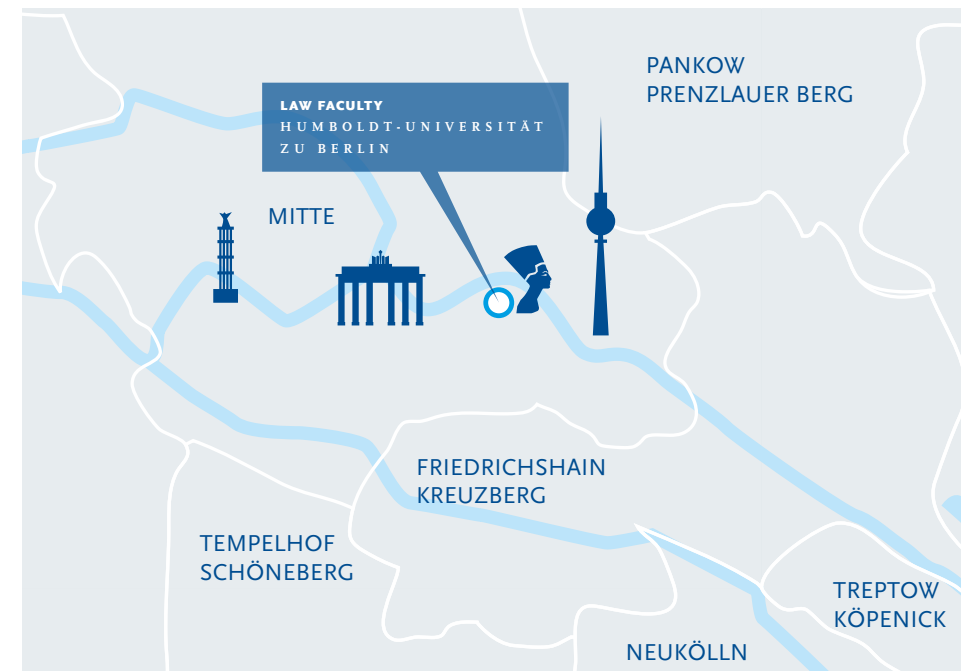 PANKOW
PRENZLAUER BERG
LAW FACULTY
HUMBOLDT-UNIVERSITÄT
ZU BERLIN
MITTE
FRIEDRICHSHAIN
KREUZBERG
TEMPELHOF
SCHÖNEBERG
TREPTOW
KÖPENICK
NEUKÖLLN